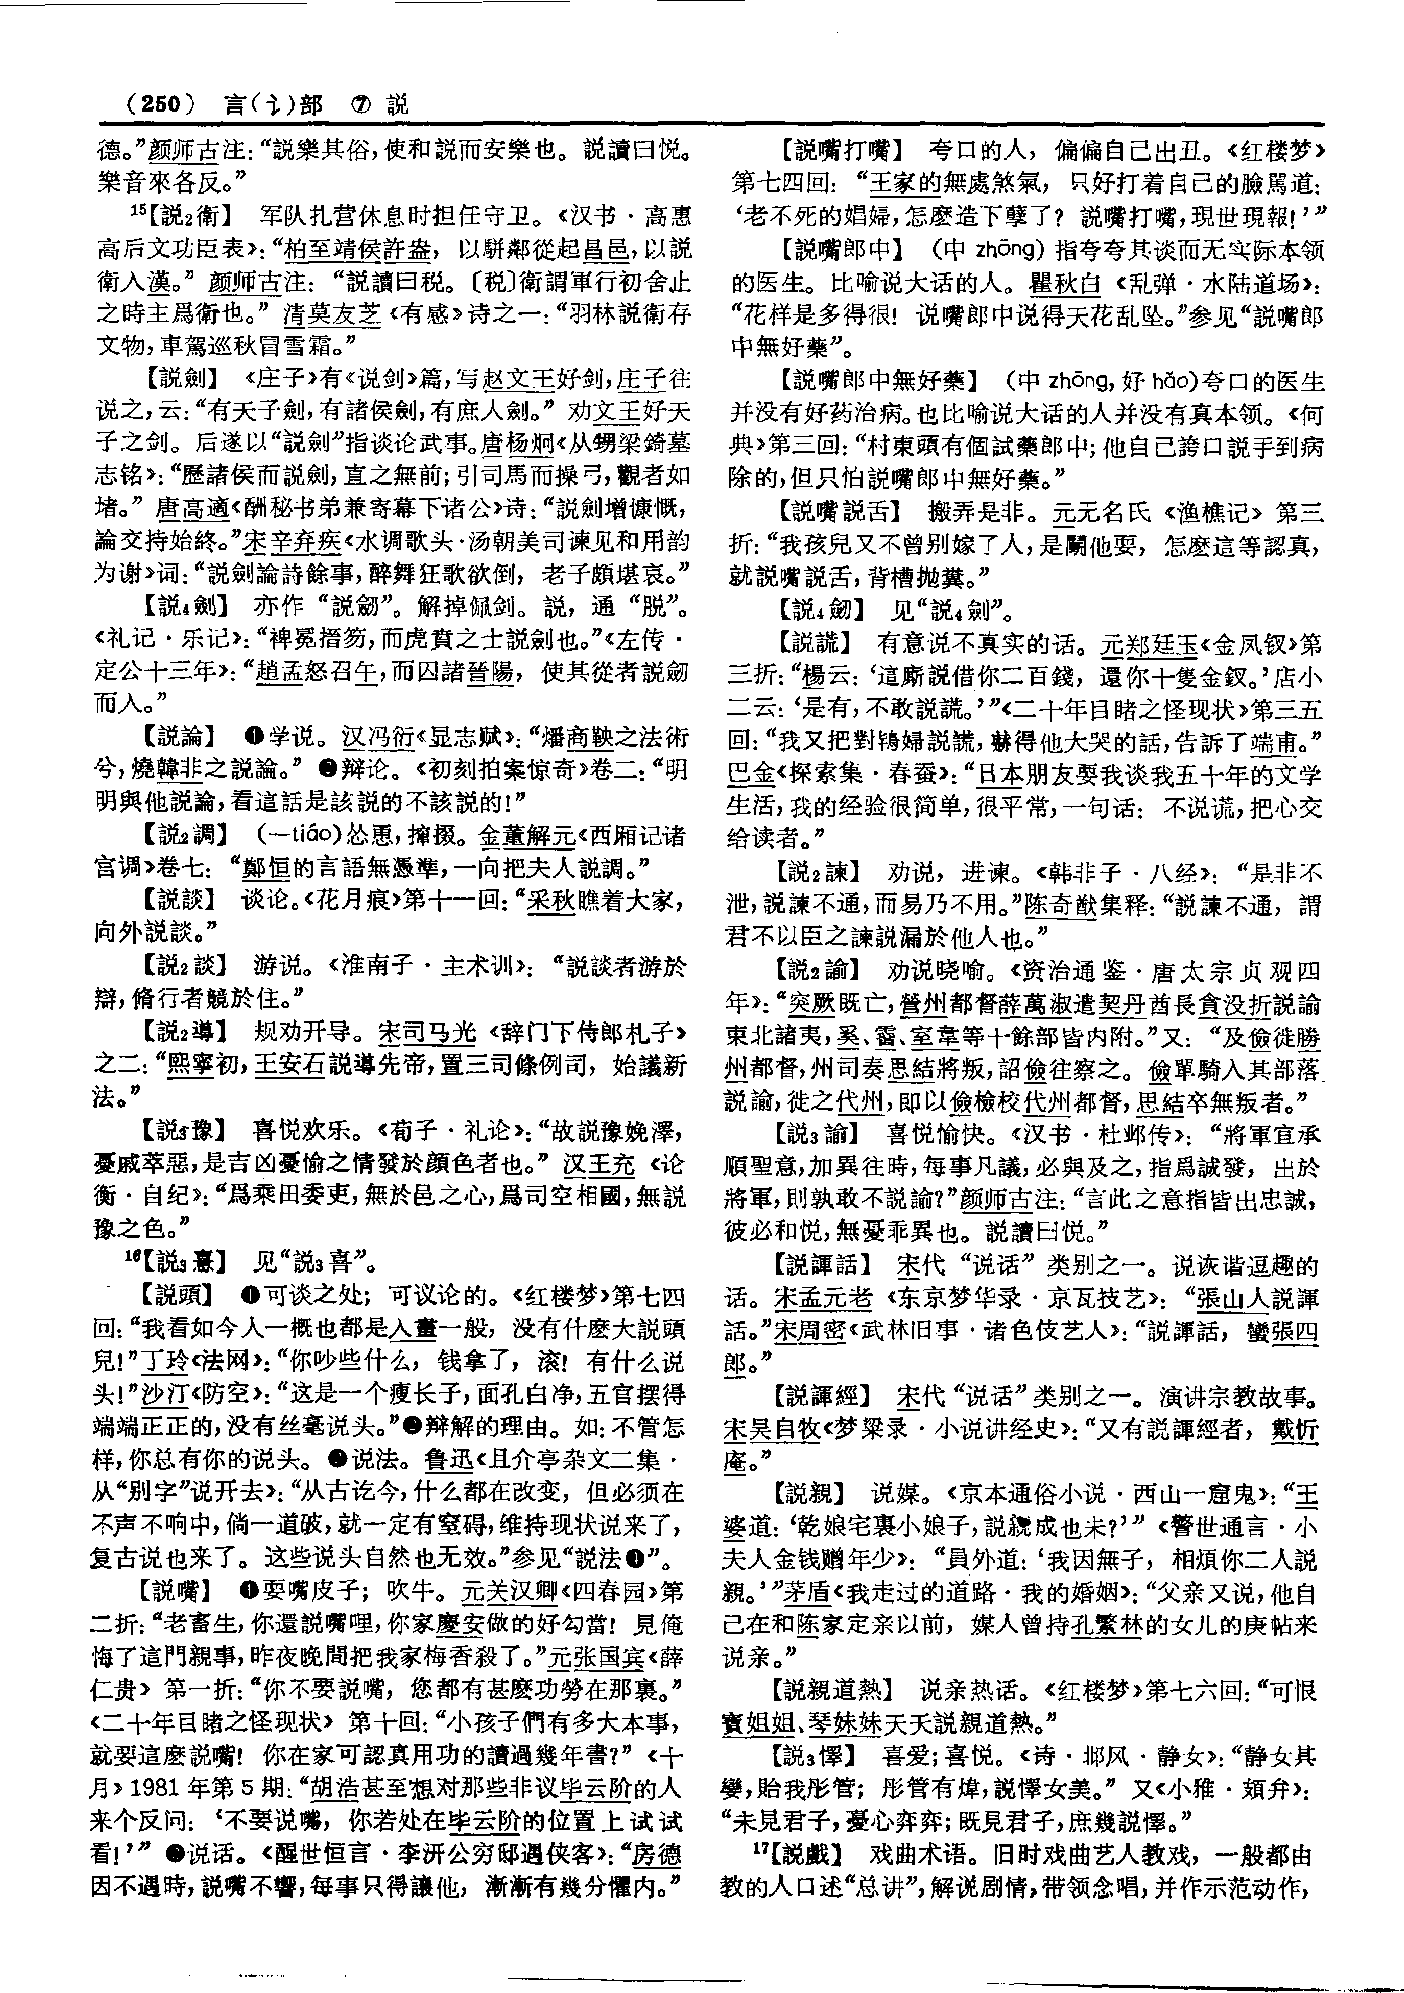 (250) 言(讠)部 ⑦ 説
德。”颜师古注：“説樂其俗，使和説而安樂也。説讀曰悦。
樂音來各反。”
15【説₂衛】 军队扎营休息时担任守卫。《汉书·高惠
高后文功臣表》：“柏至靖侯許盎，以駢鄰從起昌邑，以説
衛入漢。”颜师古注：“説讀曰税。〔税〕衛謂軍行初舍止
之時主爲衛也。”清莫友芝《有感》诗之一：“羽林説衛存
文物，車駕巡秋冒雪霜。”
【説劍】 《庄子》有《说剑》篇，写赵文王好剑，庄子往
说之，云：“有天子劍，有諸侯劍，有庶人劍。”劝文王好天
子之剑。后遂以“説劍”指谈论武事。唐杨炯《从甥梁錡墓
志铭》：“歷諸侯而説劍，直之無前；引司馬而操弓，觀者如
堵。”唐高適《酬秘书弟兼寄幕下诸公》诗：“説劍增慷慨，
論交持始終。”宋辛弃疾《水调歌头·汤朝美司谏见和用韵
为谢》词：“説劍論詩餘事，醉舞狂歌欲倒，老子頗堪哀。”
【説₄劍】 亦作“説劒”。解掉佩剑。説，通“脱”。
《礼记·乐记》：“裨冕搢笏，而虎賁之士説劍也。”《左传·
定公十三年》：“趙孟怒召午，而囚諸晉陽，使其從者説劒
而入。”
【説論】 ❶学说。汉冯衍《显志赋》：“燔商鞅之法術
兮，燒韓非之説論。”❷辩论。《初刻拍案惊奇》卷二：“明
明與他説論，看這話是該説的不該説的！”
【説₂調】 （—tiáo）怂恿，撺掇。金董解元《西厢记诸
宫调》卷七：“鄭恒的言語無憑準，一向把夫人説調。”
【説談】 谈论。《花月痕》第十一回：“采秋瞧着大家，
向外説談。”
【説₂談】 游说。《淮南子·主术训》：“説談者游於
辯，脩行者競於住。”
【説₂導】 规劝开导。宋司马光《辞门下侍郎札子》
之二：“熙寧初，王安石説導先帝，置三司條例司，始議新
法。”
【説₃豫】 喜悦欢乐。《荀子·礼论》：“故説豫娩澤，
憂戚萃惡，是吉凶憂愉之情發於顔色者也。”汉王充《论
衡·自纪》：“爲乘田委吏，無於邑之心，爲司空相國，無説
豫之色。”
16【説₃憙】 见“説₃喜”。
【説頭】 ❶可谈之处；可议论的。《红楼梦》第七四
回：“我看如今人一概也都是入畫一般，没有什麽大説頭
兒！”丁玲《法网》：“你吵些什么，钱拿了，滚！有什么说
头！”沙汀《防空》：“这是一个瘦长子，面孔白净，五官摆得
端端正正的，没有丝毫说头。”❷辩解的理由。如：不管怎
样，你总有你的说头。❸说法。鲁迅《且介亭杂文二集·
从“别字”说开去》：“从古讫今，什么都在改变，但必须在
不声不响中，倘一道破，就一定有窒碍，维持现状说来了，
复古说也来了。这些说头自然也无效。”参见“説法❶”。
【説嘴】 ❶耍嘴皮子；吹牛。元关汉卿《四春园》第
二折：“老畜生，你還説嘴哩，你家慶安做的好勾當！見俺
悔了這門親事，昨夜晚間把我家梅香殺了。”元张国宾《薛
仁贵》第一折：“你不要説嘴，您都有甚麽功勞在那裏。”
《二十年目睹之怪现状》第十回：“小孩子們有多大本事，
就要這麽説嘴！你在家可認真用功的讀過幾年書？”《十
月》1981年第5期：“胡浩甚至想对那些非议毕云阶的人
来个反问：‘不要说嘴，你若处在毕云阶的位置上试试
看！’”❷说话。《醒世恒言·李汧公穷邸遇侠客》：“房德
因不遇時，説嘴不響，每事只得讓他，漸漸有幾分懼内。”
【説嘴打嘴】 夸口的人，偏偏自己出丑。《红楼梦》
第七四回：“王家的無處煞氣，只好打着自己的臉駡道：
‘老不死的娼婦，怎麽造下孽了？説嘴打嘴，現世現報！’”
【説嘴郎中】 （中zhōng）指夸夸其谈而无实际本领
的医生。比喻说大话的人。瞿秋白《乱弹·水陆道场》：
“花样是多得很！说嘴郎中说得天花乱坠。”参见“説嘴郎
中無好藥”。
【説嘴郎中無好藥】 （中zhōng，好hǎo）夸口的医生
并没有好药治病。也比喻说大话的人并没有真本领。《何
典》第三回：“村東頭有個試藥郎中；他自己誇口説手到病
除的，但只怕説嘴郎中無好藥。”
【説嘴説舌】 搬弄是非。元无名氏《渔樵记》第三
折：“我孩兒又不曾别嫁了人，是鬭他耍，怎麽這等認真，
就説嘴説舌，背槽抛糞。”
【説₄劒】 见“説₄劍”。
【説謊】 有意说不真实的话。元郑廷玉《金凤钗》第
三折：“楊云：‘這厮説借你二百錢，還你十隻金釵。’店小
二云：‘是有，不敢説謊。’”《二十年目睹之怪现状》第三五
回：“我又把對鴇婦説謊，嚇得他大哭的話，告訴了端甫。”
巴金《探索集·春蚕》：“日本朋友要我谈我五十年的文学
生活，我的经验很简单，很平常，一句话：不说谎，把心交
给读者。”
【説₂諫】 劝说，进谏。《韩非子·八经》：“是非不
泄，説諫不通，而易乃不用。”陈奇猷集释：“説諫不通，謂
君不以臣之諫説漏於他人也。”
【説₂諭】 劝说晓喻。《资治通鉴·唐太宗贞观四
年》：“突厥既亡，營州都督薛萬淑遣契丹酋長貪没折説諭
東北諸夷，奚、霫、室韋等十餘部皆内附。”又：“及儉徙勝
州都督，州司奏思結將叛，詔儉往察之。儉單騎入其部落
説諭，徙之代州，即以儉檢校代州都督，思結卒無叛者。”
【説₃諭】 喜悦愉快。《汉书·杜邺传》：“將軍宜承
順聖意，加異往時，每事凡議，必與及之，指爲誠發，出於
將軍，則孰敢不説諭？”颜师古注：“言此之意指皆出忠誠，
彼必和悦，無憂乖異也。説讀曰悦。”
【説諢話】 宋代“说话”类别之一。说诙谐逗趣的
话。宋孟元老《东京梦华录·京瓦技艺》：“張山人説諢
話。”宋周密《武林旧事·诸色伎艺人》：“説諢話，蠻張四
郎。”
【説諢經】 宋代“说话”类别之一。演讲宗教故事。
宋吴自牧《梦粱录·小说讲经史》：“又有説諢經者，戴忻
庵。”
【説親】 说媒。《京本通俗小说·西山一窟鬼》：“王
婆道：‘乾娘宅裏小娘子，説親成也未？’”《警世通言·小
夫人金钱赠年少》：“員外道：‘我因無子，相煩你二人説
親。’”茅盾《我走过的道路·我的婚姻》：“父亲又说，他自
己在和陈家定亲以前，媒人曾持孔繁林的女儿的庚帖来
说亲。”
【説親道熱】 说亲热话。《红楼梦》第七六回：“可恨
寶姐姐、琴妹妹天天説親道熱。”
【説₃懌】 喜爱；喜悦。《诗·邶风·静女》：“静女其
孌，貽我彤管；彤管有煒，説懌女美。”又《小雅·頍弁》：
“未見君子，憂心弈弈；既見君子，庶幾説懌。”
17【説戲】 戏曲术语。旧时戏曲艺人教戏，一般都由
教的人口述“总讲”，解说剧情，带领念唱，并作示范动作，